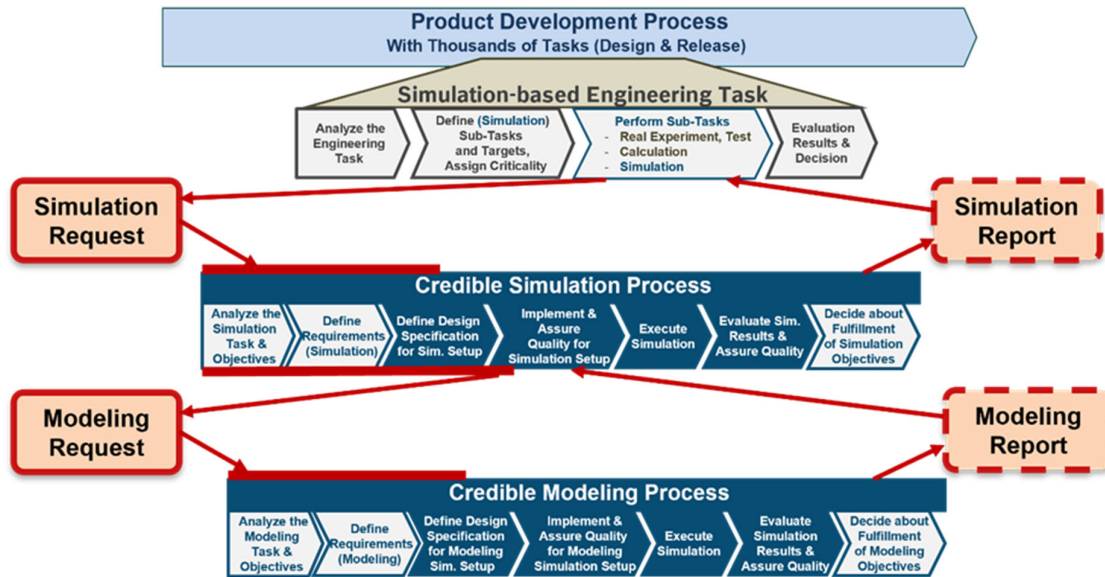 Product Development Process
With Thousands of Tasks (Design & Release)
Simulation-based Engineering Task
Analyze the
Engineering
Task
Define (Simulation)
Sub-Tasks
and Targets,
Assign Criticality
Perform Sub-Tasks
- Real Experiment, Test
- Calculation
- Simulation
Evaluation
Results &
Decision
Simulation
Request
Simulation
Report
Credible Simulation Process
Analyze the
Simulation
Task &
Objectives
Define
Requirements
(Simulation)
Define Design
Specification
for Sim. Setup
Implement &
Assure
Quality for
Simulation Setup
Execute
Simulation
Evaluate Sim.
Results &
Assure Quality
Decide about
Fulfillment
of Simulation
Objectives
Modeling
Request
Modeling
Report
Credible Modeling Process
Analyze the
Modeling
Task &
Objectives
Define
Requirements
(Modeling)
Define Design
Specification
for Modeling
Sim. Setup
Implement &
Assure Quality
for Modeling
Simulation Setup
Execute
Simulation
Evaluate
Simulation
Results &
Assure Quality
Decide about
Fulfillment
of Modeling
Objectives